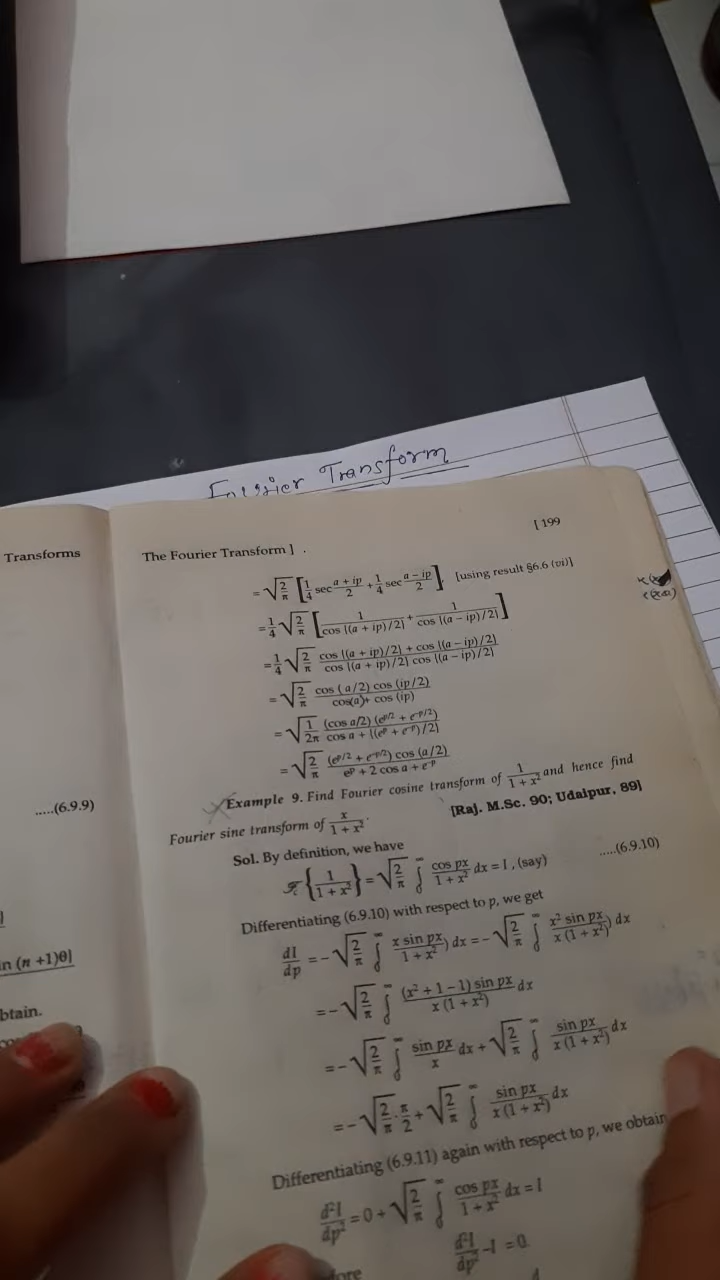 Fourier Transform
Transforms
.....(6.9.9)
in (n +1)θ]
btain.
[ 199
The Fourier Transform ] .
= √(2/π) [1/4 sec (a + ip)/2 + 1/4 sec (a − ip)/2], [using result §6.6 (vi)]
= 1/4 √(2/π) [1/(cos {(a + ip)/2}) + 1/(cos {(a − ip)/2})]
= 1/4 √(2/π) (cos {(a + ip)/2} + cos {(a − ip)/2})/(cos {(a + ip)/2} cos {(a − ip)/2})
= √(2/π) (cos (a/2) cos (ip/2))/(cos(a)+ cos (ip))
= √(1/2π) ((cos a/2) (e^(p/2) + e^(−p/2)))/(cos a + {(e^p + e^(−p))/2})
= √(2/π) ((e^(p/2) + e^(−p/2)) cos (a/2))/(e^p + 2 cos a + e^(−p))
Example 9. Find Fourier cosine transform of 1/(1 + x²) and hence find
Fourier sine transform of x/(1 + x²).
[Raj. M.Sc. 90; Udaipur, 89]
Sol. By definition, we have
{1/(1 + x²)} = √(2/π) ∫₀^∞ (cos px)/(1 + x²) dx = I, (say) .....(6.9.10)
Differentiating (6.9.10) with respect to p, we get
dI/dp = − √(2/π) ∫₀^∞ (x sin px)/(1 + x²) dx = − √(2/π) ∫₀^∞ (x² sin px)/(x (1 + x²)) dx
= − √(2/π) ∫₀^∞ ((x² + 1 − 1) sin px)/(x (1 + x²)) dx
= − √(2/π) ∫₀^∞ (sin px)/x dx + √(2/π) ∫₀^∞ (sin px)/(x (1 + x²)) dx
= − √(2/π) . π/2 + √(2/π) ∫₀^∞ (sin px)/(x (1 + x²)) dx
Differentiating (6.9.11) again with respect to p, we obtain
d²I/dp² = 0 + √(2/π) ∫₀^∞ (cos px)/(1 + x²) dx = I
d²I/dp² − I = 0